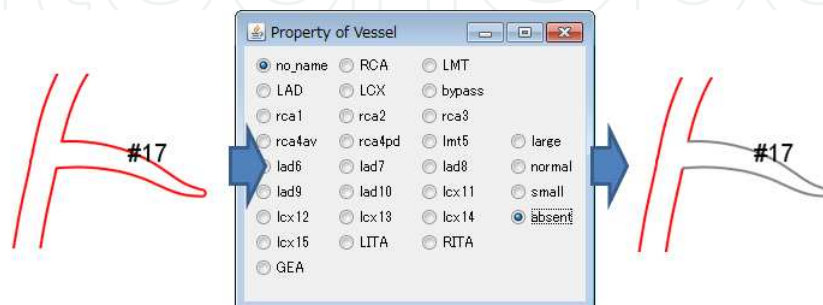 Property of Vessel
no_name RCA LMT
LAD LCX bypass
rca1 rca2 rca3
rca4av rca4pd lmt5 large
lad6 lad7 lad8 normal
lad9 lad10 lcx11 small
lcx12 lcx13 lcx14 absent
lcx15 LITA RITA
GEA
#17
#17